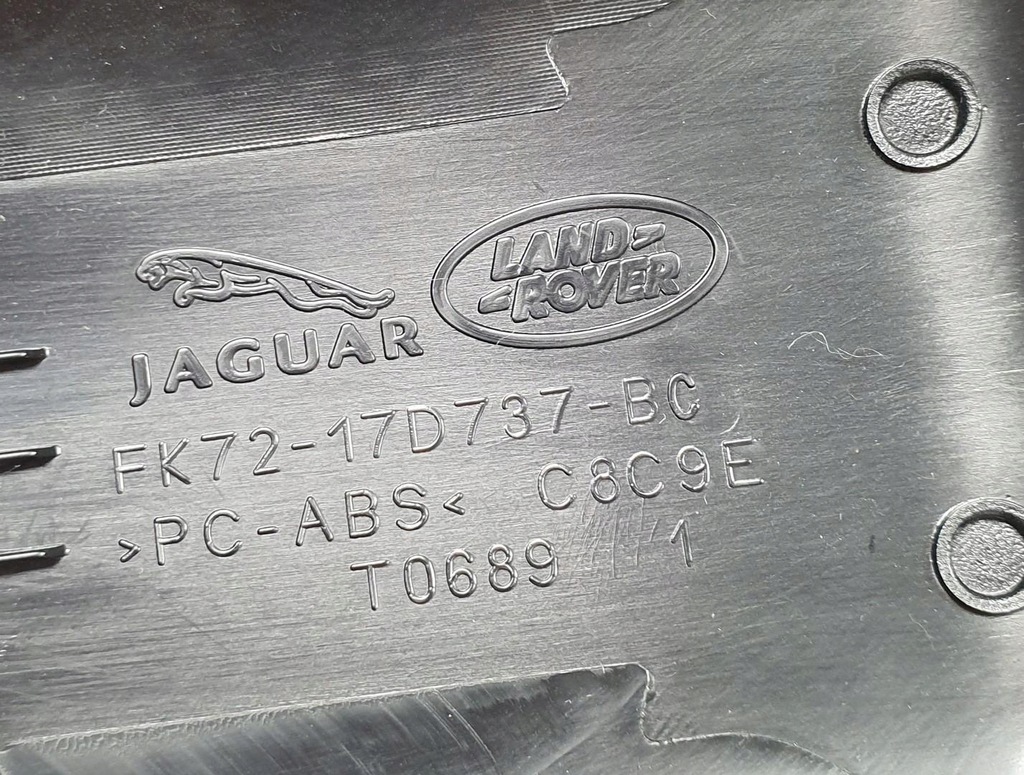 LAND
ROVER
JAGUAR
FK72-17D737-BC
>PC-ABS< C8C9E
T0689 1